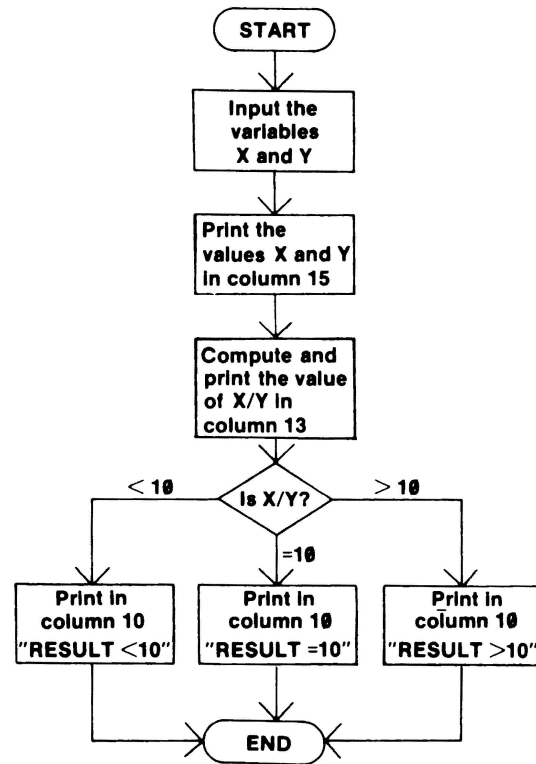 START
Input the
variables
X and Y
Print the
values X and Y
in column 15
Compute and
print the value
of X/Y in
column 13
Is X/Y?
< 10
=10
> 10
Print in
column 10
"RESULT <10"
Print in
column 10
"RESULT =10"
Print in
column 10
"RESULT >10"
END